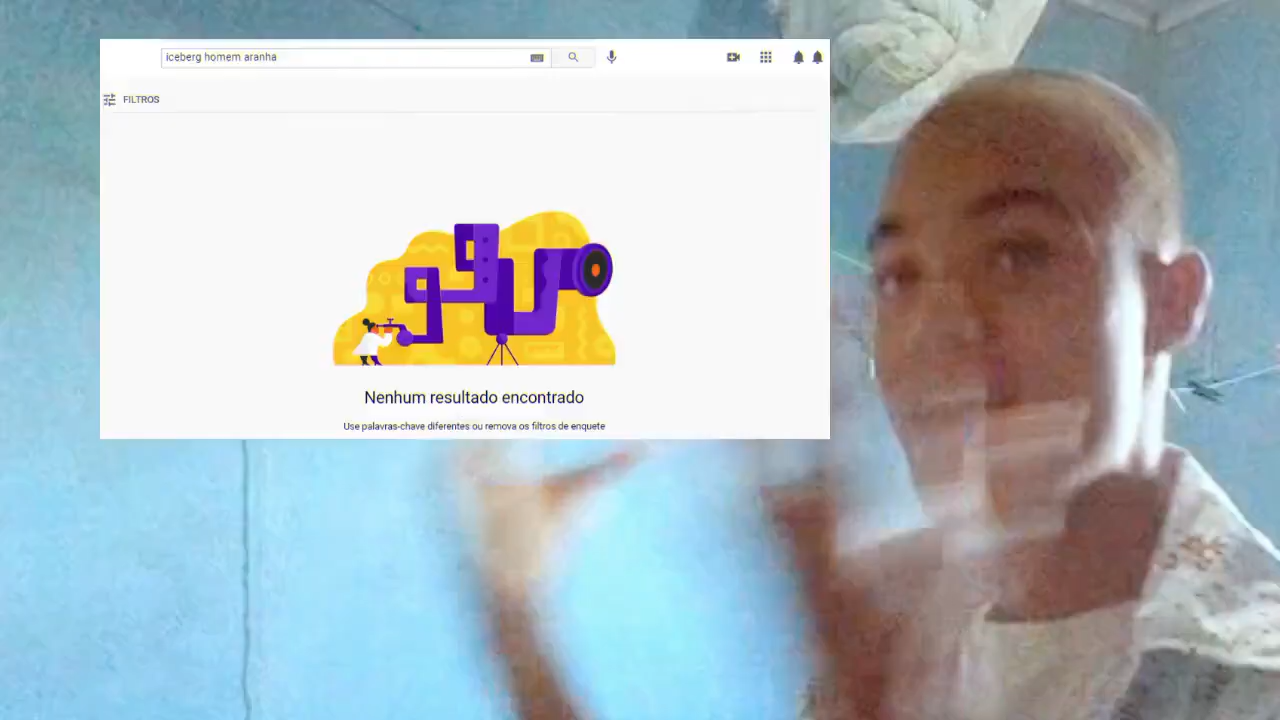 iceberg homem aranha
FILTROS
Nenhum resultado encontrado
Use palavras-chave diferentes ou remova os filtros de enquete